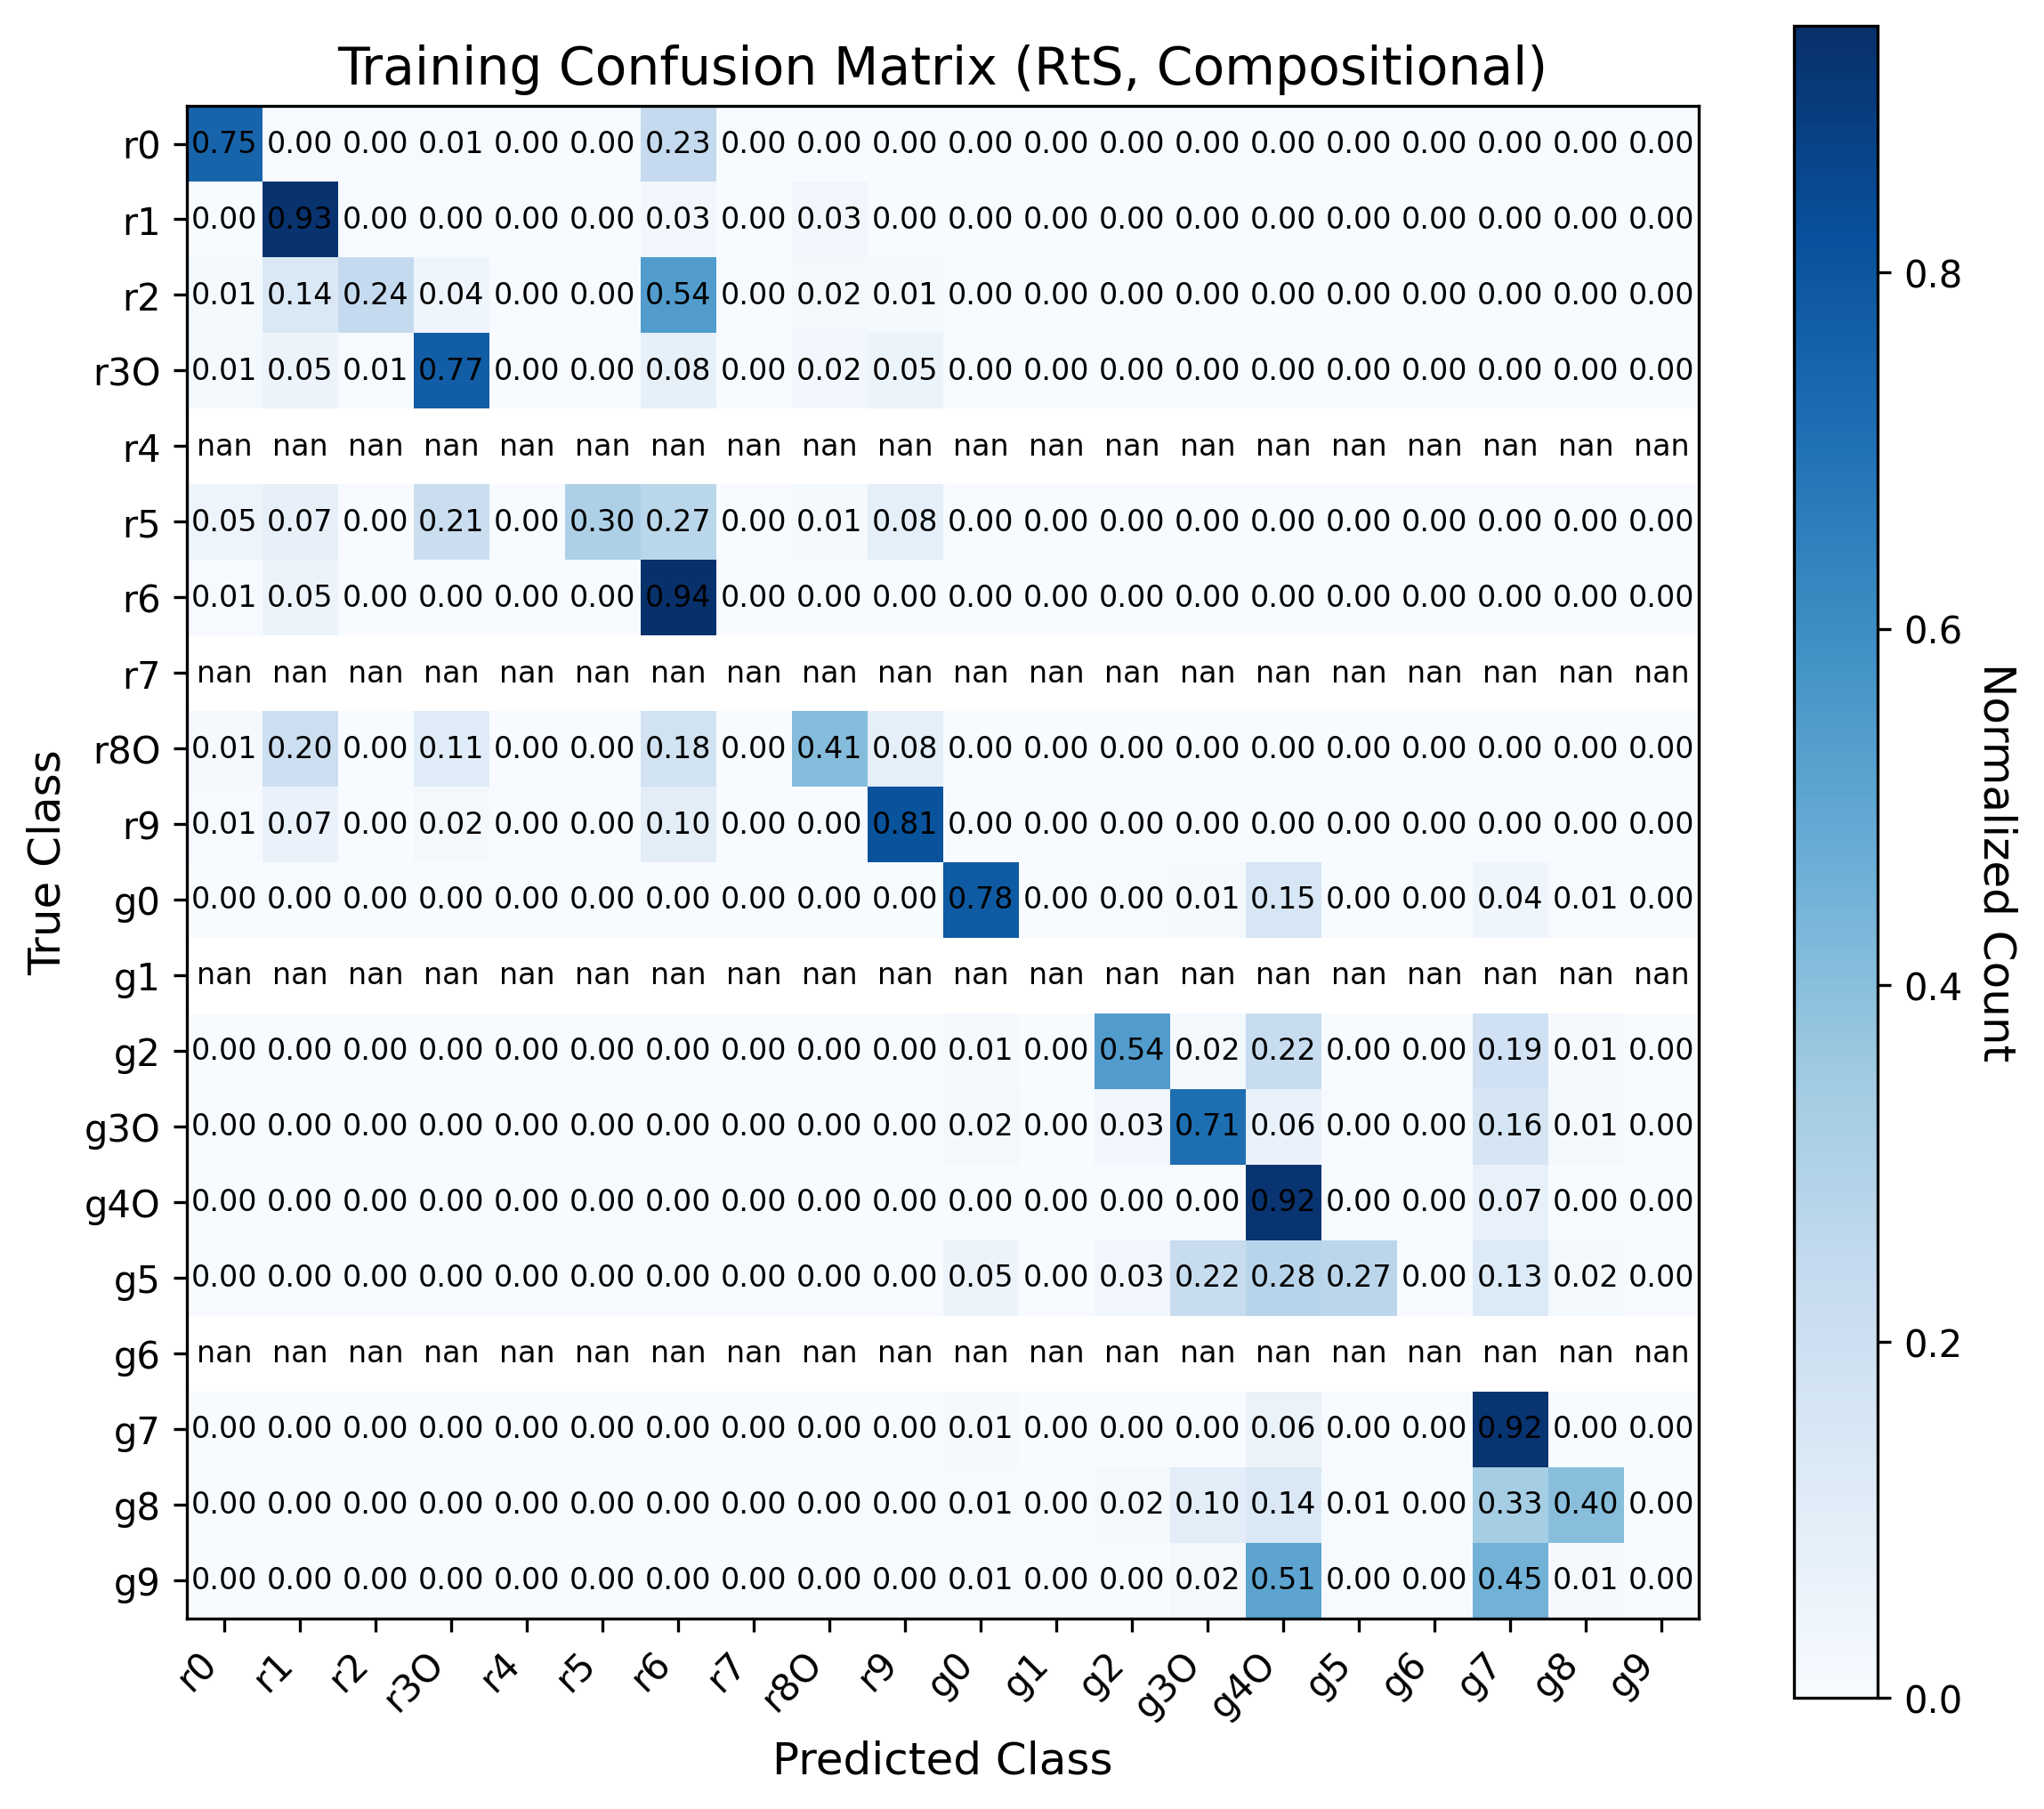 Training Confusion Matrix (RtS, Compositional)
r0 0.75 0.00 0.00 0.01 0.00 0.00 0.23 0.00 0.00 0.00 0.00 0.00 0.00 0.00 0.00 0.00 0.00 0.00 0.00 0.00
r1 0.00 0.93 0.00 0.00 0.00 0.00 0.03 0.00 0.03 0.00 0.00 0.00 0.00 0.00 0.00 0.00 0.00 0.00 0.00 0.00
r2 0.01 0.14 0.24 0.04 0.00 0.00 0.54 0.00 0.02 0.01 0.00 0.00 0.00 0.00 0.00 0.00 0.00 0.00 0.00 0.00
r3O 0.01 0.05 0.01 0.77 0.00 0.00 0.08 0.00 0.02 0.05 0.00 0.00 0.00 0.00 0.00 0.00 0.00 0.00 0.00 0.00
r4 nan nan nan nan nan nan nan nan nan nan nan nan nan nan nan nan nan nan nan nan
r5 0.05 0.07 0.00 0.21 0.00 0.30 0.27 0.00 0.01 0.08 0.00 0.00 0.00 0.00 0.00 0.00 0.00 0.00 0.00 0.00
r6 0.01 0.05 0.00 0.00 0.00 0.00 0.94 0.00 0.00 0.00 0.00 0.00 0.00 0.00 0.00 0.00 0.00 0.00 0.00 0.00
r7 nan nan nan nan nan nan nan nan nan nan nan nan nan nan nan nan nan nan nan nan
r8O 0.01 0.20 0.00 0.11 0.00 0.00 0.18 0.00 0.41 0.08 0.00 0.00 0.00 0.00 0.00 0.00 0.00 0.00 0.00 0.00
r9 0.01 0.07 0.00 0.02 0.00 0.00 0.10 0.00 0.00 0.81 0.00 0.00 0.00 0.00 0.00 0.00 0.00 0.00 0.00 0.00
g0 0.00 0.00 0.00 0.00 0.00 0.00 0.00 0.00 0.00 0.00 0.78 0.00 0.00 0.01 0.15 0.00 0.00 0.04 0.01 0.00
g1 nan nan nan nan nan nan nan nan nan nan nan nan nan nan nan nan nan nan nan nan
g2 0.00 0.00 0.00 0.00 0.00 0.00 0.00 0.00 0.00 0.00 0.01 0.00 0.54 0.02 0.22 0.00 0.00 0.19 0.01 0.00
g3O 0.00 0.00 0.00 0.00 0.00 0.00 0.00 0.00 0.00 0.00 0.02 0.00 0.03 0.71 0.06 0.00 0.00 0.16 0.01 0.00
g4O 0.00 0.00 0.00 0.00 0.00 0.00 0.00 0.00 0.00 0.00 0.00 0.00 0.00 0.00 0.92 0.00 0.00 0.07 0.00 0.00
g5 0.00 0.00 0.00 0.00 0.00 0.00 0.00 0.00 0.00 0.00 0.05 0.00 0.03 0.22 0.28 0.27 0.00 0.13 0.02 0.00
g6 nan nan nan nan nan nan nan nan nan nan nan nan nan nan nan nan nan nan nan nan
g7 0.00 0.00 0.00 0.00 0.00 0.00 0.00 0.00 0.00 0.00 0.01 0.00 0.00 0.00 0.06 0.00 0.00 0.92 0.00 0.00
g8 0.00 0.00 0.00 0.00 0.00 0.00 0.00 0.00 0.00 0.00 0.01 0.00 0.02 0.10 0.14 0.01 0.00 0.33 0.40 0.00
g9 0.00 0.00 0.00 0.00 0.00 0.00 0.00 0.00 0.00 0.00 0.01 0.00 0.00 0.02 0.51 0.00 0.00 0.45 0.01 0.00
r0 r1 r2 r3O r4 r5 r6 r7 r8O r9 g0 g1 g2 g3O g4O g5 g6 g7 g8 g9
Predicted Class
True Class
0.8
0.6
0.4
0.2
0.0
Normalized Count